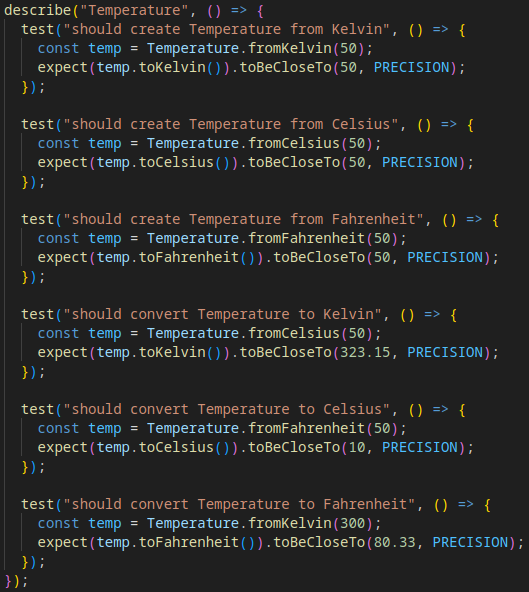 describe("Temperature", () => {
  test("should create Temperature from Kelvin", () => {
    const temp = Temperature.fromKelvin(50);
    expect(temp.toKelvin()).toBeCloseTo(50, PRECISION);
  });

  test("should create Temperature from Celsius", () => {
    const temp = Temperature.fromCelsius(50);
    expect(temp.toCelsius()).toBeCloseTo(50, PRECISION);
  });

  test("should create Temperature from Fahrenheit", () => {
    const temp = Temperature.fromFahrenheit(50);
    expect(temp.toFahrenheit()).toBeCloseTo(50, PRECISION);
  });

  test("should convert Temperature to Kelvin", () => {
    const temp = Temperature.fromCelsius(50);
    expect(temp.toKelvin()).toBeCloseTo(323.15, PRECISION);
  });

  test("should convert Temperature to Celsius", () => {
    const temp = Temperature.fromFahrenheit(50);
    expect(temp.toCelsius()).toBeCloseTo(10, PRECISION);
  });

  test("should convert Temperature to Fahrenheit", () => {
    const temp = Temperature.fromKelvin(300);
    expect(temp.toFahrenheit()).toBeCloseTo(80.33, PRECISION);
  });
});